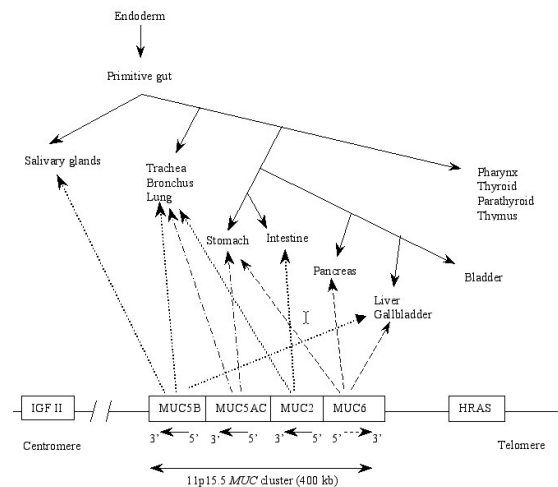 Endoderm
Primitive gut
Salivary glands
Trachea
Bronchus
Lung
Pharynx
Thyroid
Parathyroid
Thymus
Stomach
Intestine
Pancreas
Bladder
Liver
Gallbladder
IGF II
MUC5B
MUC5AC
MUC2
MUC6
HRAS
3' 5' 3' 5' 3' 5' 5' 3'
Centromere
Telomere
11p15.5 MUC cluster (400 kb)